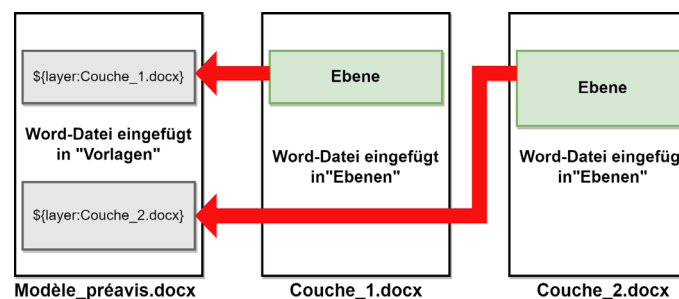 ${layer:Couche_1.docx}
Word-Datei eingefügt
in "Vorlagen"
${layer:Couche_2.docx}
Modèle_préavis.docx
Ebene
Word-Datei eingefügt
in"Ebenen"
Couche_1.docx
Ebene
Word-Datei eingefüg
in"Ebenen"
Couche_2.docx